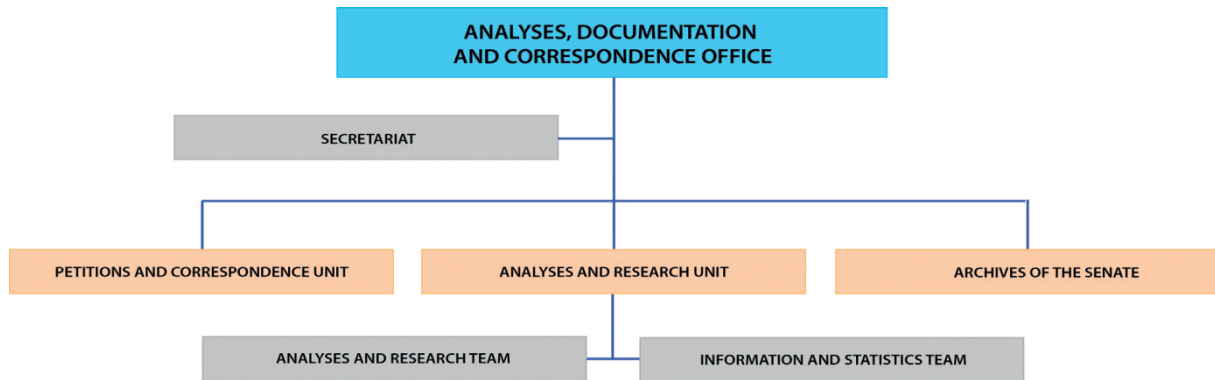 ANALYSES, DOCUMENTATION
AND CORRESPONDENCE OFFICE
SECRETARIAT
PETITIONS AND CORRESPONDENCE UNIT
ANALYSES AND RESEARCH UNIT
ARCHIVES OF THE SENATE
ANALYSES AND RESEARCH TEAM
INFORMATION AND STATISTICS TEAM